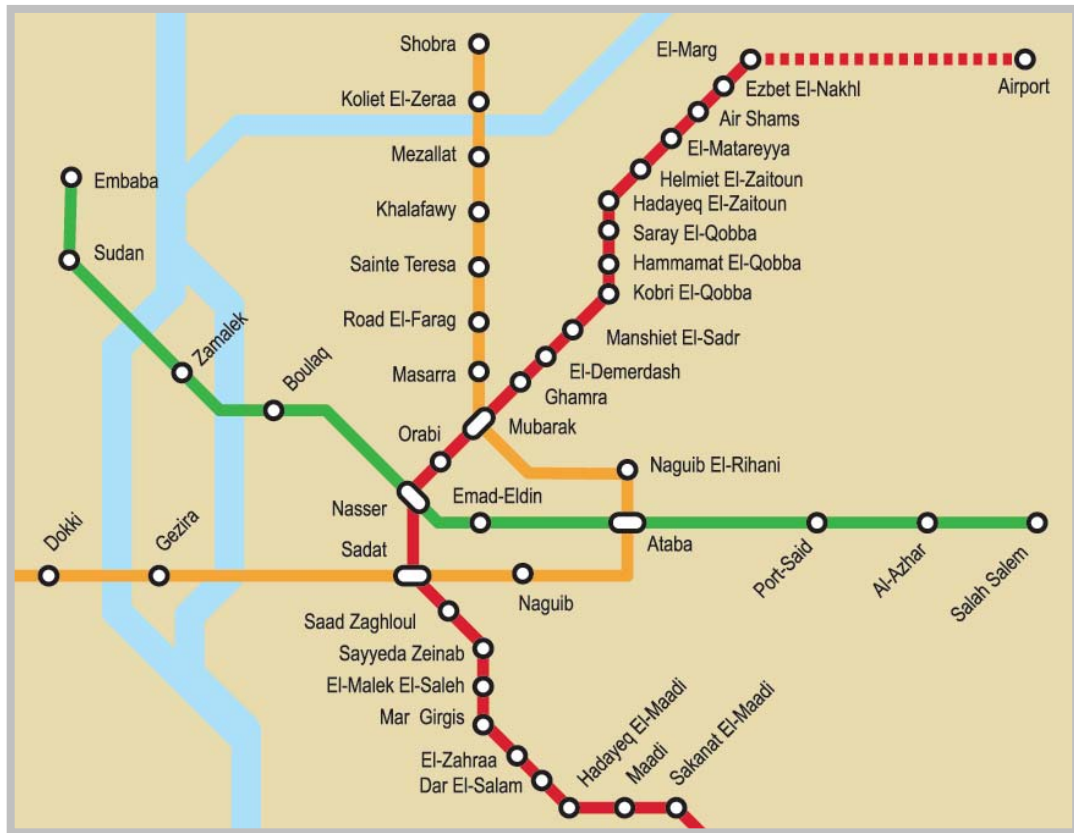 Shobra
El-Marg
Airport
Ezbet El-Nakhl
Koliet El-Zeraa
Air Shams
El-Matareyya
Mezallat
Helmiet El-Zaitoun
Embaba
Hadayeq El-Zaitoun
Khalafawy
Saray El-Qobba
Sudan
Sainte Teresa
Hammamat El-Qobba
Kobri El-Qobba
Road El-Farag
Manshiet El-Sadr
Zamalek
Boulaq
Masarra
El-Demerdash
Ghamra
Mubarak
Orabi
Naguib El-Rihani
Emad-Eldin
Nasser
Dokki
Gezira
Sadat
Ataba
Port-Said
Al-Azhar
Salah Salem
Naguib
Saad Zaghloul
Sayyeda Zeinab
El-Malek El-Saleh
Mar Girgis
Hadayeq El-Maadi
Maadi
Sakanat El-Maadi
El-Zahraa
Dar El-Salam